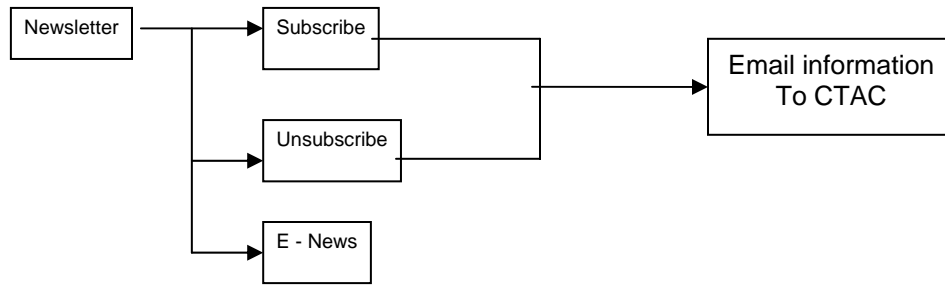 Newsletter
Subscribe
Email information
To CTAC
Unsubscribe
E - News